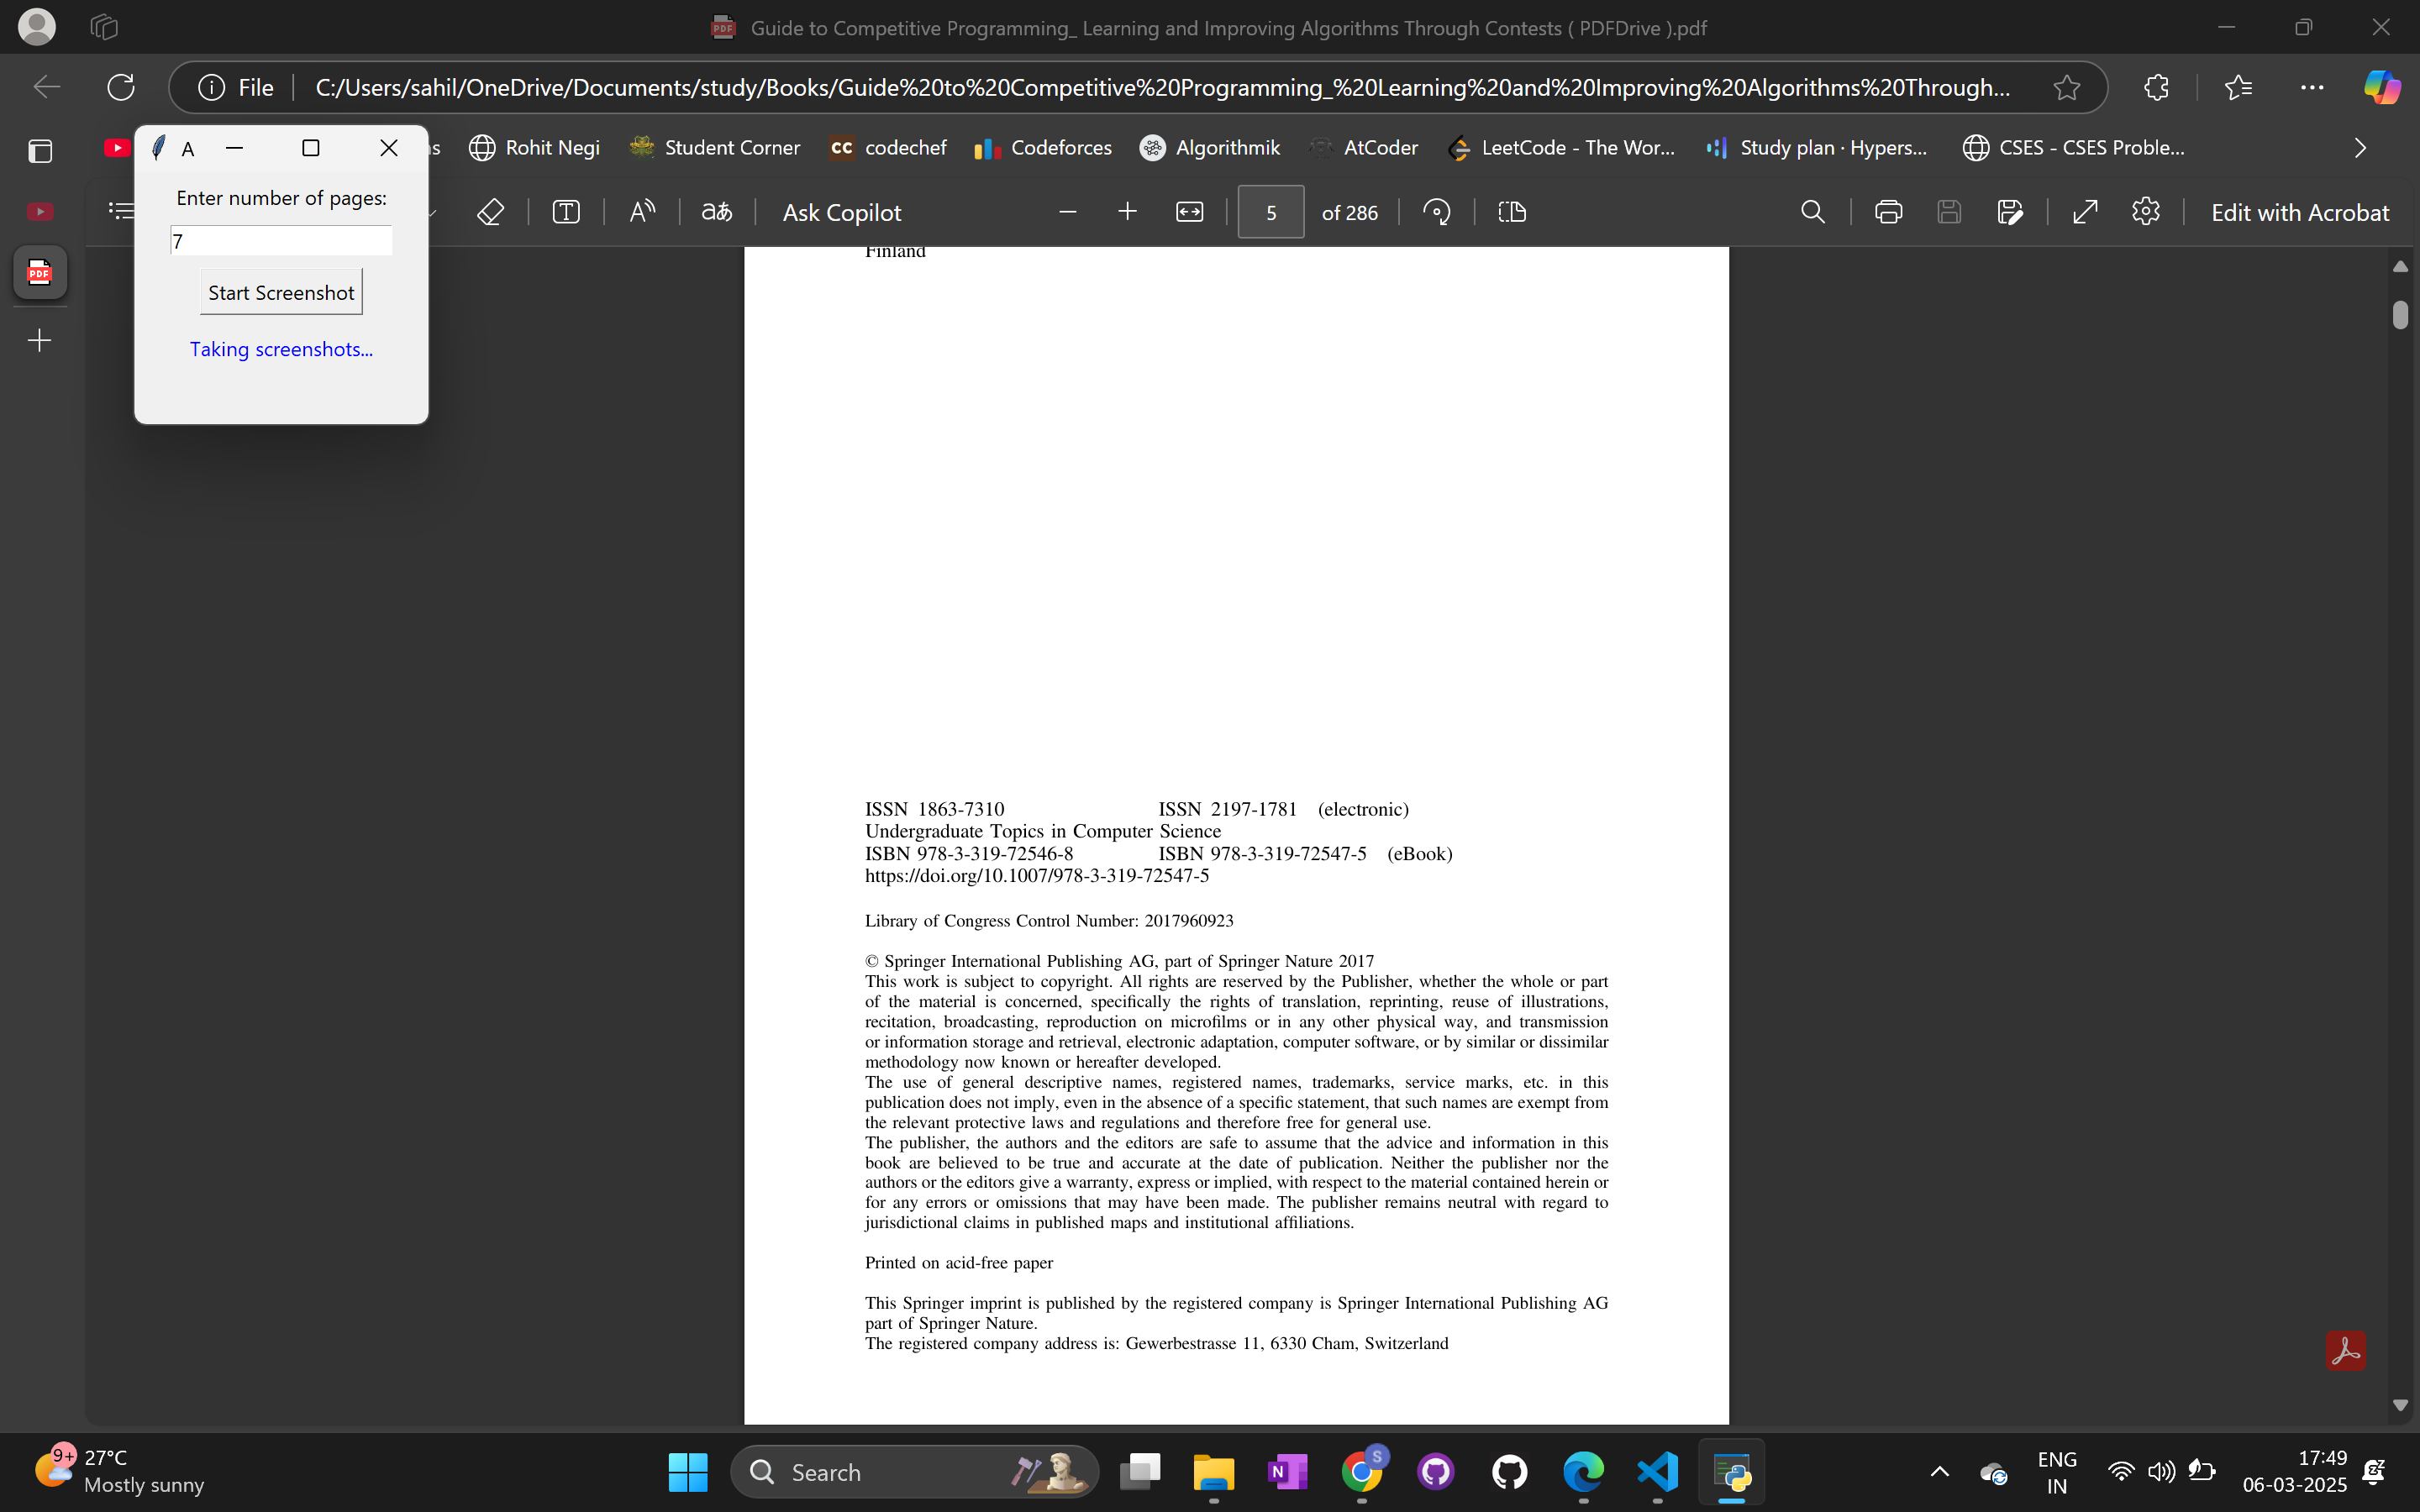 Guide to Competitive Programming_ Learning and Improving Algorithms Through Contests ( PDFDrive ).pdf
File
C:/Users/sahil/OneDrive/Documents/study/Books/Guide%20to%20Competitive%20Programming_%20Learning%20and%20Improving%20Algorithms%20Through...
A
ns
Rohit Negi
Student Corner
CC codechef
Codeforces
Algorithmik
AtCoder
LeetCode - The Wor...
Study plan · Hypers...
CSES - CSES Proble...
Enter number of pages:
7
Start Screenshot
Taking screenshots...
Ask Copilot
5
of 286
Edit with Acrobat
PDF
Finland
ISSN 1863-7310 ISSN 2197-1781 (electronic)
Undergraduate Topics in Computer Science
ISBN 978-3-319-72546-8 ISBN 978-3-319-72547-5 (eBook)
https://doi.org/10.1007/978-3-319-72547-5
Library of Congress Control Number: 2017960923
© Springer International Publishing AG, part of Springer Nature 2017
This work is subject to copyright. All rights are reserved by the Publisher, whether the whole or part
of the material is concerned, specifically the rights of translation, reprinting, reuse of illustrations,
recitation, broadcasting, reproduction on microfilms or in any other physical way, and transmission
or information storage and retrieval, electronic adaptation, computer software, or by similar or dissimilar
methodology now known or hereafter developed.
The use of general descriptive names, registered names, trademarks, service marks, etc. in this
publication does not imply, even in the absence of a specific statement, that such names are exempt from
the relevant protective laws and regulations and therefore free for general use.
The publisher, the authors and the editors are safe to assume that the advice and information in this
book are believed to be true and accurate at the date of publication. Neither the publisher nor the
authors or the editors give a warranty, express or implied, with respect to the material contained herein or
for any errors or omissions that may have been made. The publisher remains neutral with regard to
jurisdictional claims in published maps and institutional affiliations.
Printed on acid-free paper
This Springer imprint is published by the registered company is Springer International Publishing AG
part of Springer Nature.
The registered company address is: Gewerbestrasse 11, 6330 Cham, Switzerland
9+
27°C
Mostly sunny
Search
N
S
ENG
IN
17:49
06-03-2025